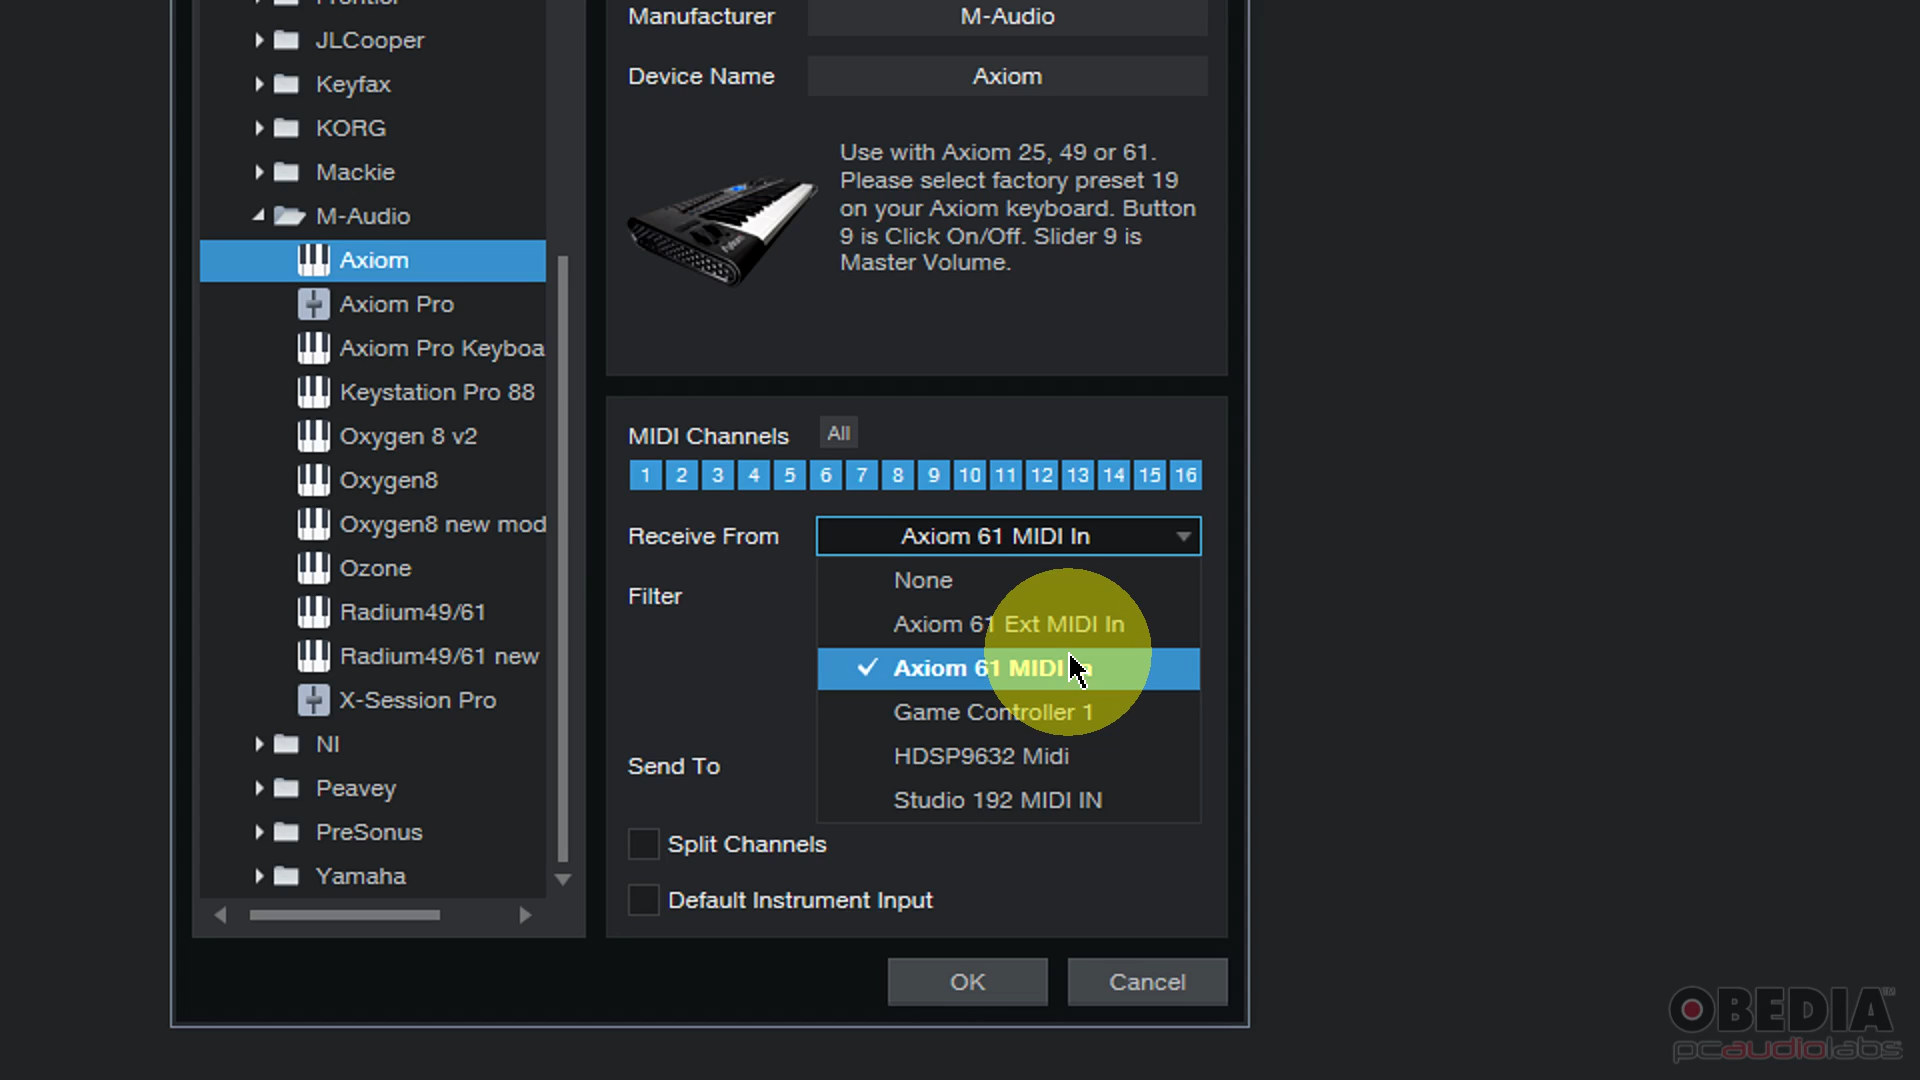 Frontier
JLCooper
Keyfax
KORG
Mackie
M-Audio
Axiom
Axiom Pro
Axiom Pro Keyboa
Keystation Pro 88
Oxygen 8 v2
Oxygen8
Oxygen8 new mod
Ozone
Radium49/61
Radium49/61 new
X-Session Pro
NI
Peavey
PreSonus
Yamaha
Manufacturer M-Audio
Device Name Axiom
Use with Axiom 25, 49 or 61.
Please select factory preset 19
on your Axiom keyboard. Button
9 is Click On/Off. Slider 9 is
Master Volume.
MIDI Channels All
1 2 3 4 5 6 7 8 9 10 11 12 13 14 15 16
Receive From Axiom 61 MIDI In
None
Filter
Axiom 61 Ext MIDI In
Axiom 61 MIDI In
Game Controller 1
HDSP9632 Midi
Send To
Studio 192 MIDI IN
Split Channels
Default Instrument Input
OK Cancel
OBEDIA
pcaudiolabs